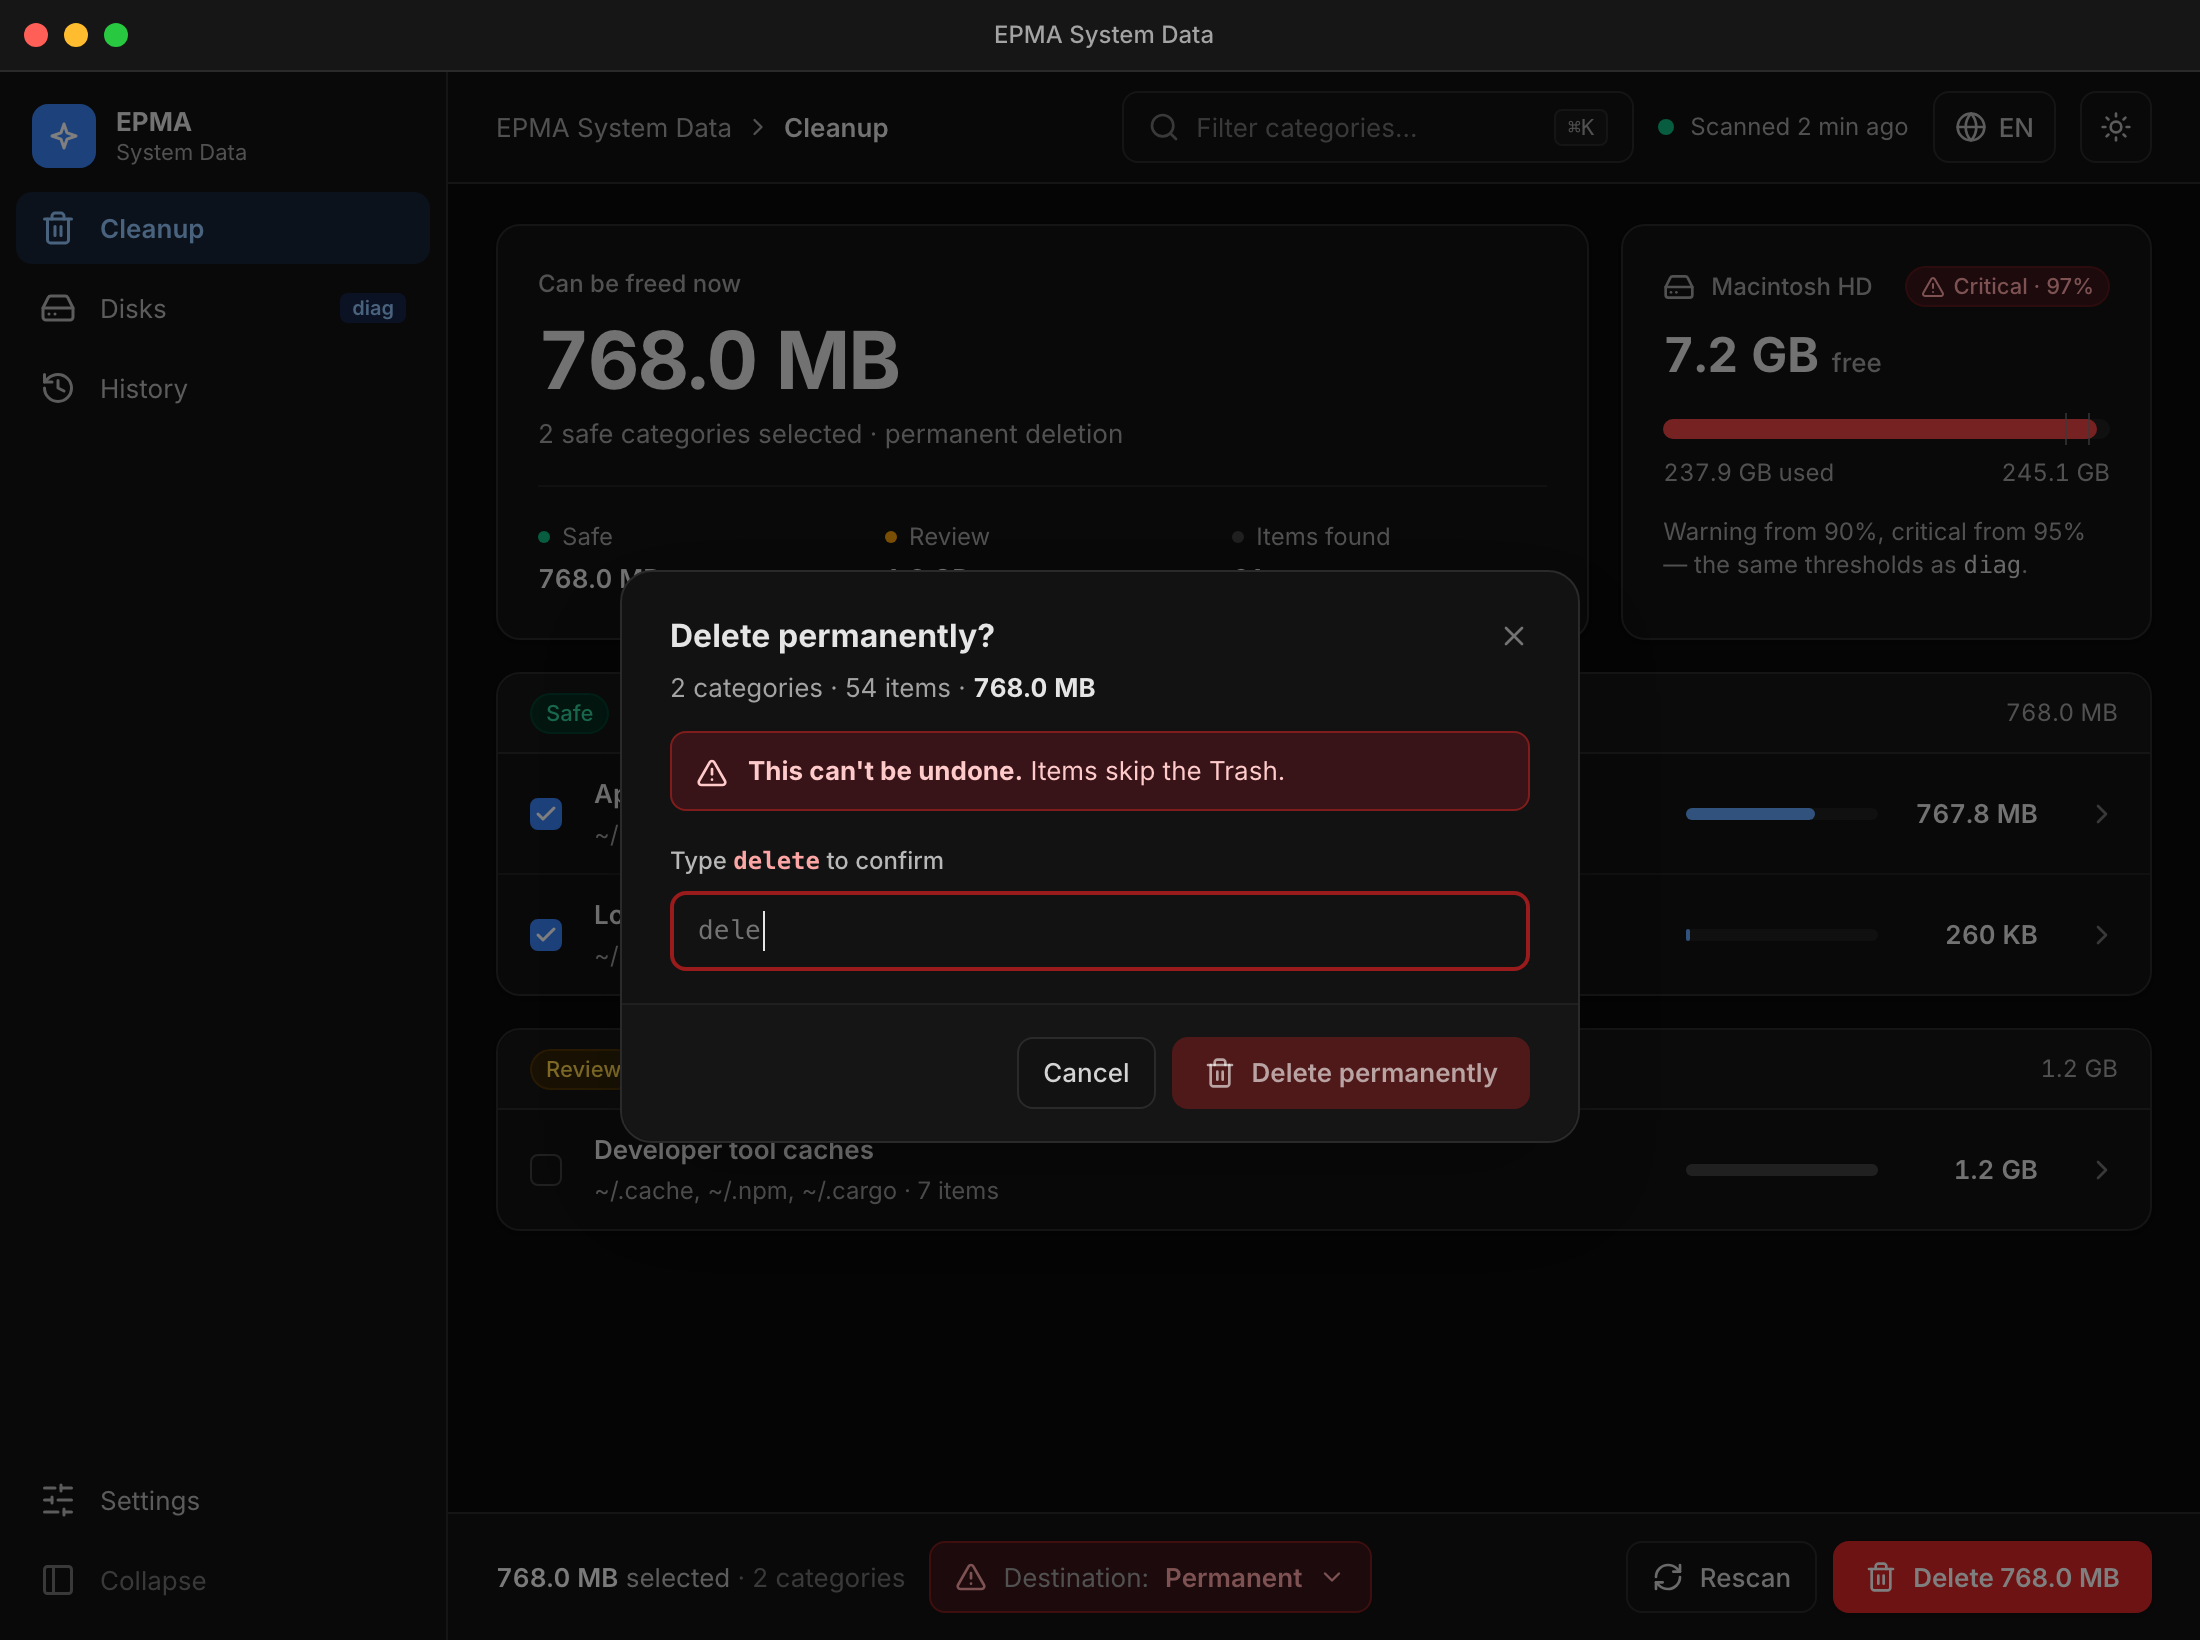 EPMA System Data
EPMA
System Data
Cleanup
Disks
diag
History
Settings
Collapse
EPMA System Data > Cleanup
Filter categories...
⌘K
Scanned 2 min ago
EN
Can be freed now
768.0 MB
2 safe categories selected · permanent deletion
Safe
768.0
Review
Items found
Macintosh HD
Critical · 97%
7.2 GB free
237.9 GB used
245.1 GB
Warning from 90%, critical from 95%
— the same thresholds as diag.
Safe
768.0 MB
767.8 MB
260 KB
Review
1.2 GB
Developer tool caches
~/.cache, ~/.npm, ~/.cargo · 7 items
1.2 GB
Delete permanently?
2 categories · 54 items · 768.0 MB
This can't be undone. Items skip the Trash.
Type delete to confirm
dele
Cancel
Delete permanently
768.0 MB selected · 2 categories
Destination: Permanent
Rescan
Delete 768.0 MB